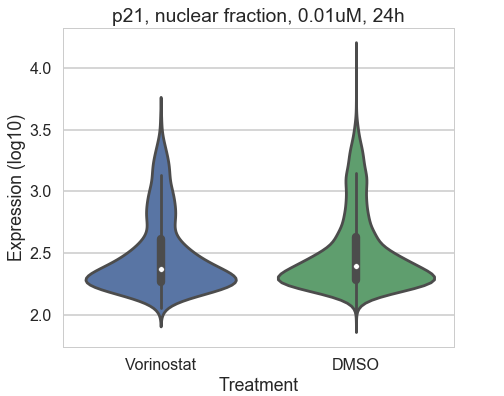 p21, nuclear fraction, 0.01uM, 24h
Expression (log10)
4.0
3.5
3.0
2.5
2.0
Vorinostat DMSO
Treatment